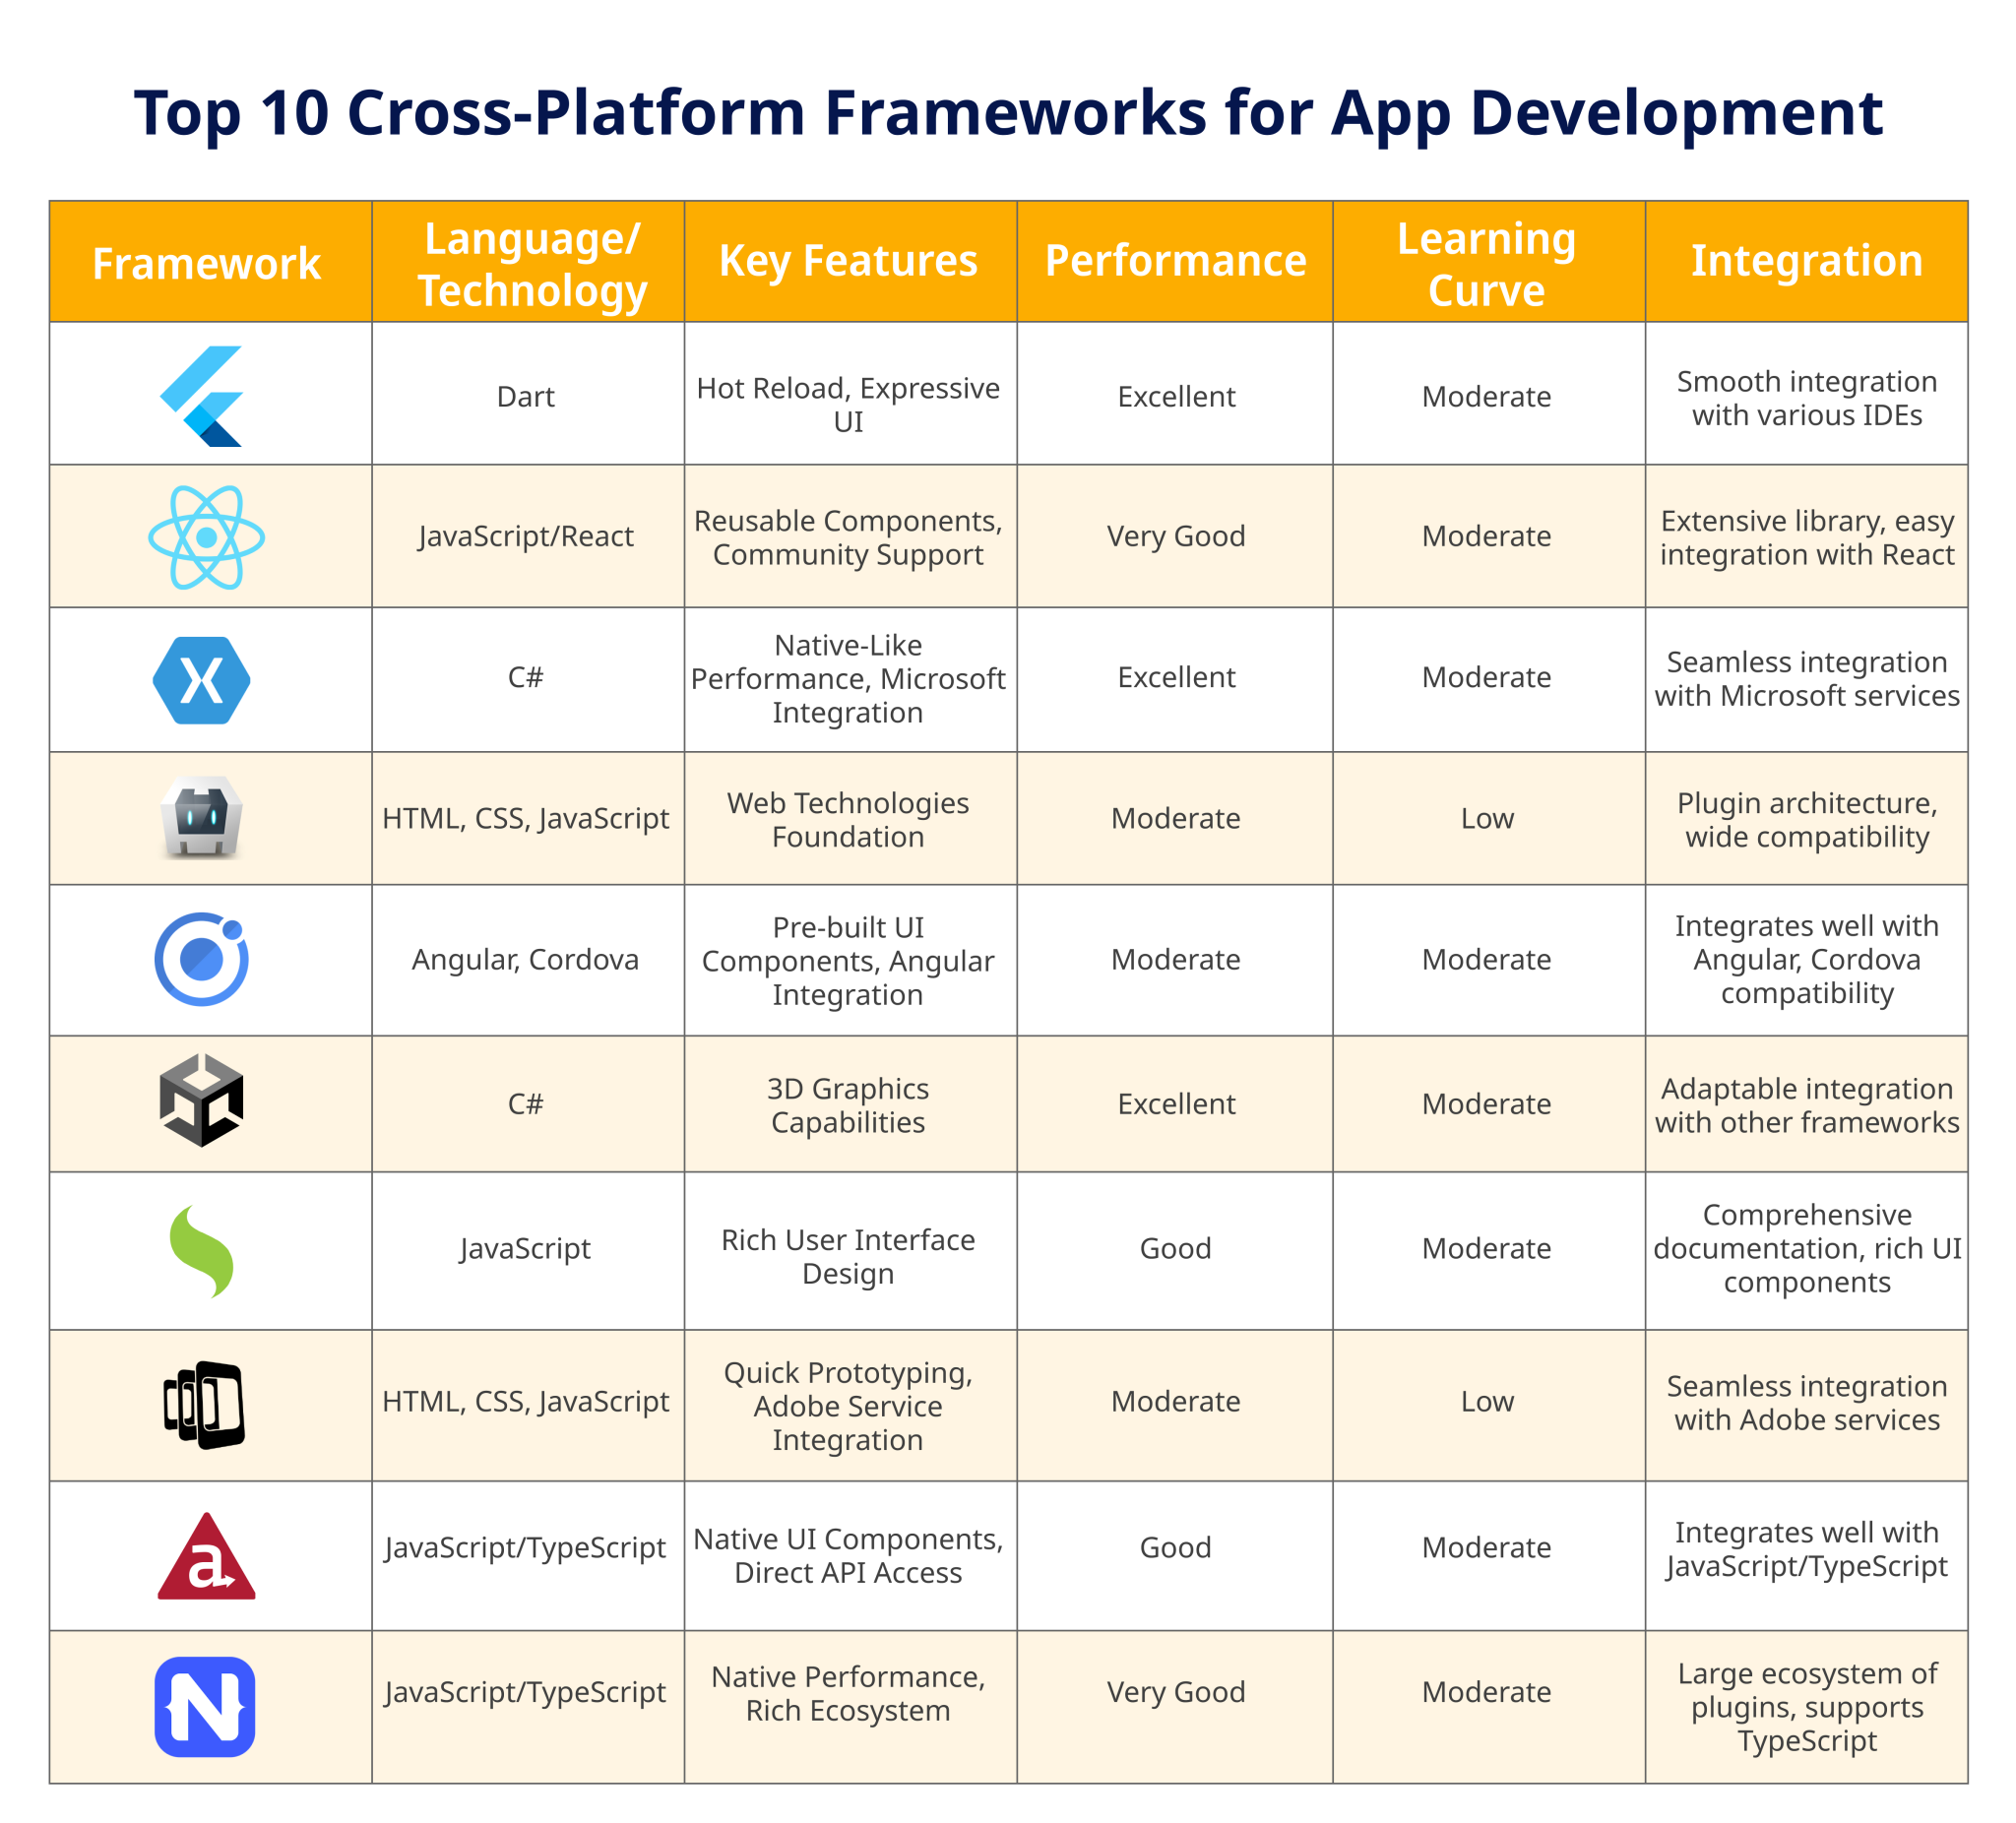 Top 10 Cross-Platform Frameworks for App Development
Framework
Language/
Technology
Key Features
Performance
Learning
Curve
Integration
Dart
Hot Reload, Expressive
UI
Excellent
Moderate
Smooth integration
with various IDEs
JavaScript/React
Reusable Components,
Community Support
Very Good
Moderate
Extensive library, easy
integration with React
X
C#
Native-Like
Performance, Microsoft
Integration
Excellent
Moderate
Seamless integration
with Microsoft services
HTML, CSS, JavaScript
Web Technologies
Foundation
Moderate
Low
Plugin architecture,
wide compatibility
Angular, Cordova
Pre-built UI
Components, Angular
Integration
Moderate
Moderate
Integrates well with
Angular, Cordova
compatibility
C#
3D Graphics
Capabilities
Excellent
Moderate
Adaptable integration
with other frameworks
JavaScript
Rich User Interface
Design
Good
Moderate
Comprehensive
documentation, rich UI
components
HTML, CSS, JavaScript
Quick Prototyping,
Adobe Service
Integration
Moderate
Low
Seamless integration
with Adobe services
a
JavaScript/TypeScript
Native UI Components,
Direct API Access
Good
Moderate
Integrates well with
JavaScript/TypeScript
N
JavaScript/TypeScript
Native Performance,
Rich Ecosystem
Very Good
Moderate
Large ecosystem of
plugins, supports
TypeScript